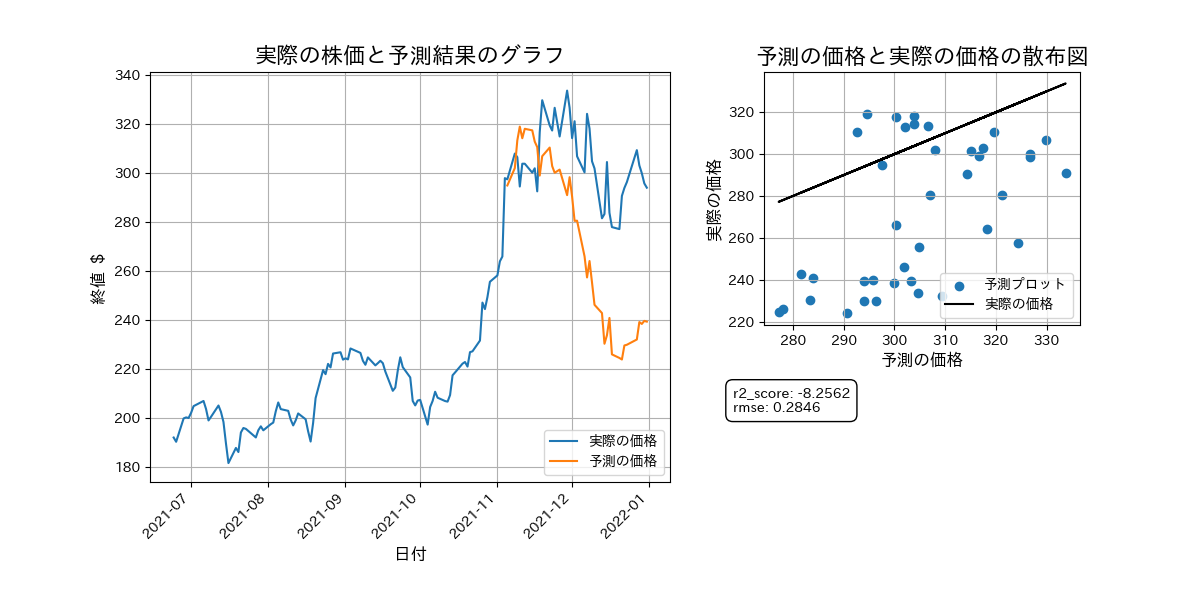 実際の株価と予測結果のグラフ
340
320
300
280
260
240
220
200
180
終値 $
2021-07
2021-08
2021-09
2021-10
2021-11
2021-12
2022-01
日付
実際の価格
予測の価格
予測の価格と実際の価格の散布図
320
300
280
260
240
220
実際の価格
280
290
300
310
320
330
予測の価格
予測プロット
実際の価格
r2_score: -8.2562
rmse: 0.2846